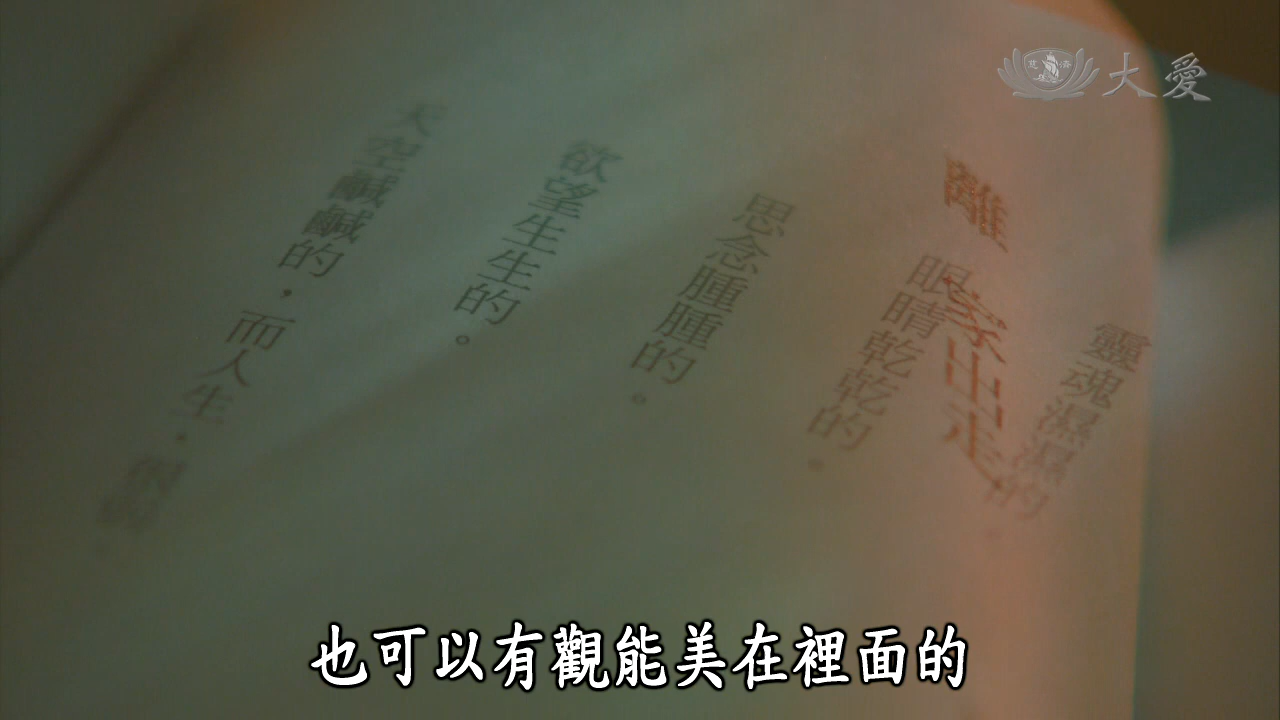 大愛
靈魂濕濕的
離家出走
眼睛乾乾的。
思念腫腫的。
欲望生生的。
天空鹹鹹的，而人生，
也可以有觀能美在裡面的